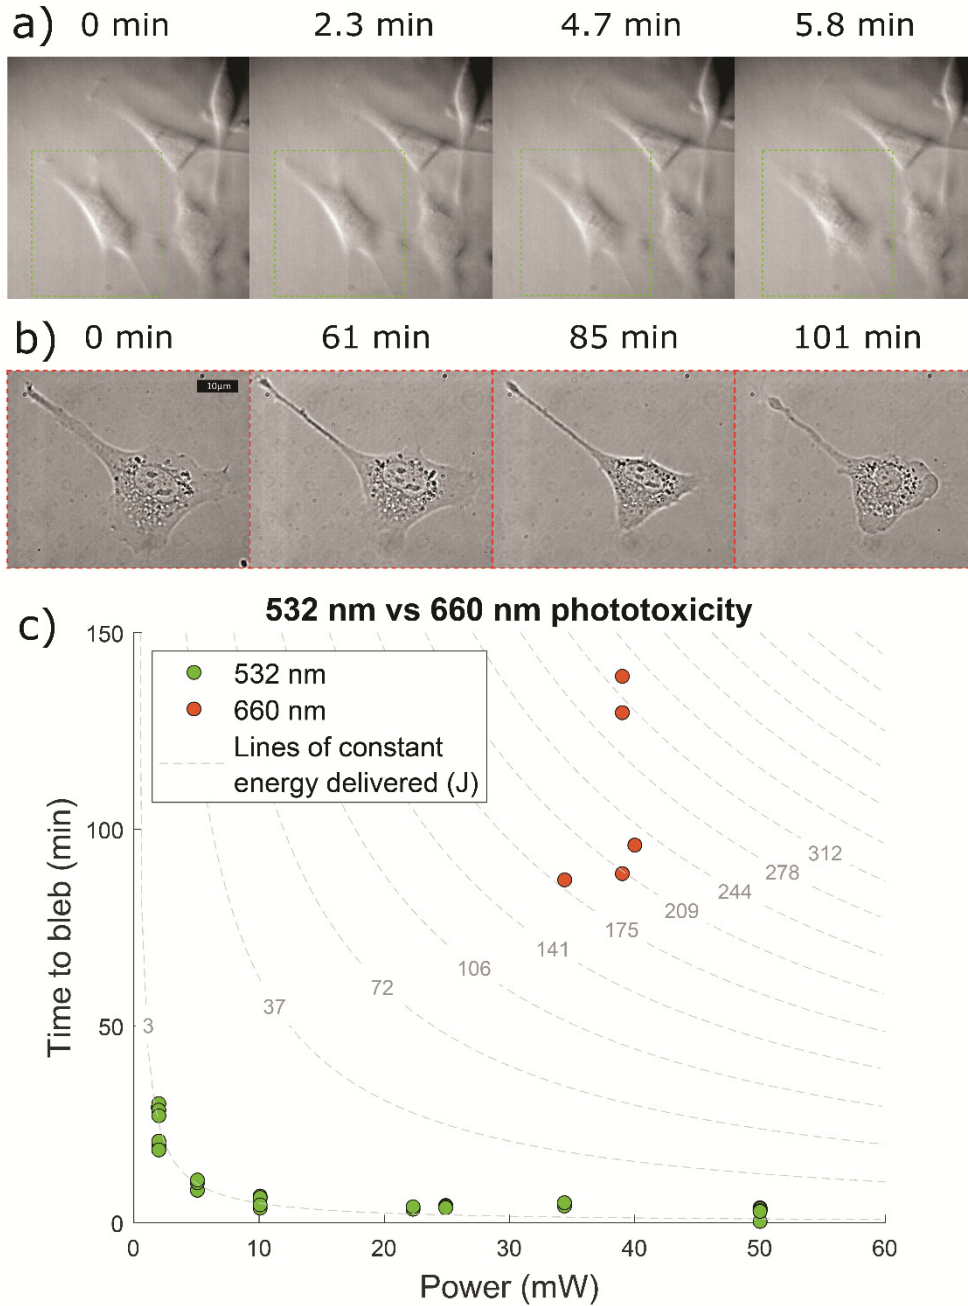 a) 0 min 2.3 min 4.7 min 5.8 min
b) 0 min 61 min 85 min 101 min
10μm
c) 532 nm vs 660 nm phototoxicity
532 nm
660 nm
Lines of constant
energy delivered (J)
Time to bleb (min)
150
100
50
0
3
37
72
106
141
175
209
244
278
312
0 10 20 30 40 50 60
Power (mW)